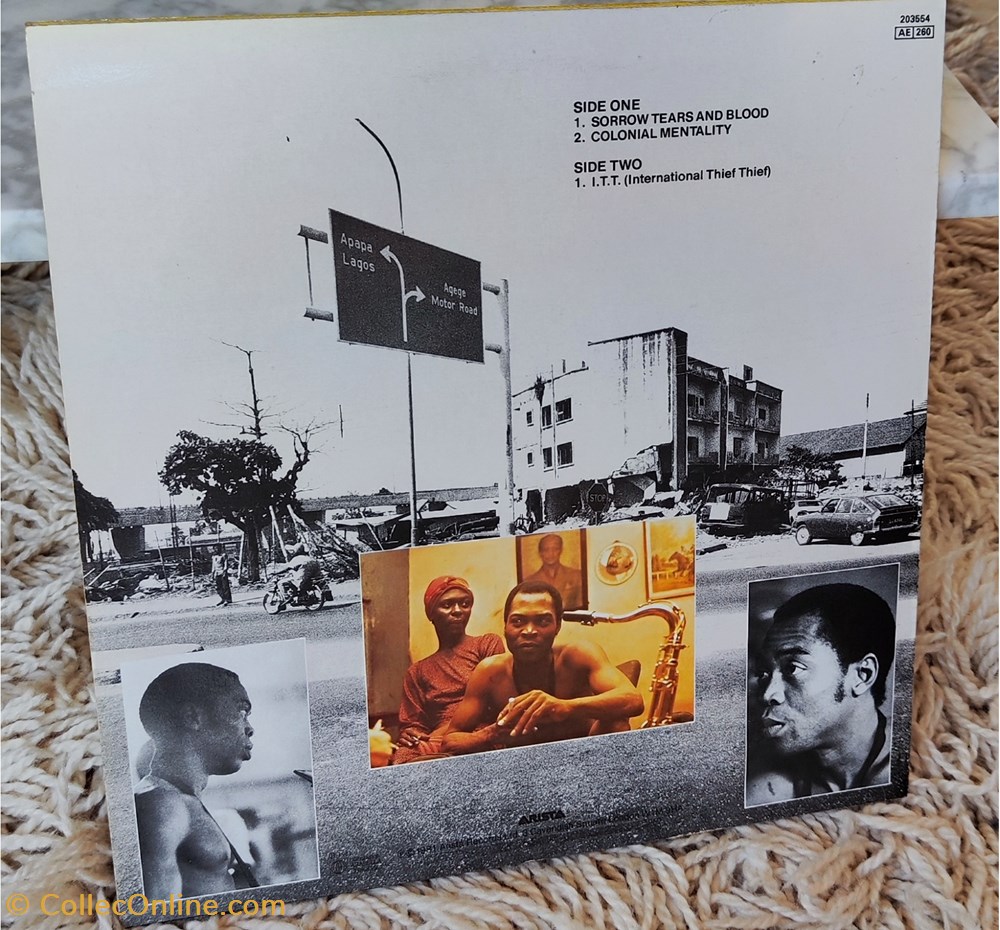 203554
AE 260
SIDE ONE
1. SORROW TEARS AND BLOOD
2. COLONIAL MENTALITY
SIDE TWO
1. I.T.T. (International Thief Thief)
Apapa
Lagos
Agege
Motor Road
STOP
ARISTA
© CollecOnline.com